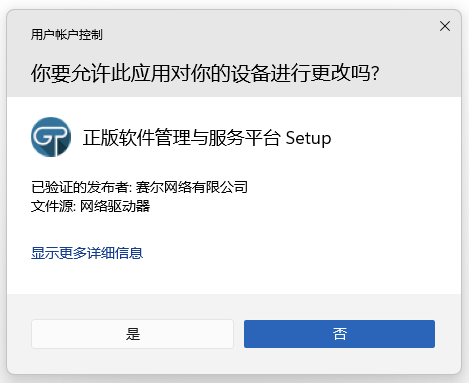 用户帐户控制
你要允许此应用对你的设备进行更改吗?
GP
正版软件管理与服务平台 Setup
已验证的发布者: 赛尔网络有限公司
文件源: 网络驱动器
显示更多详细信息
是
否